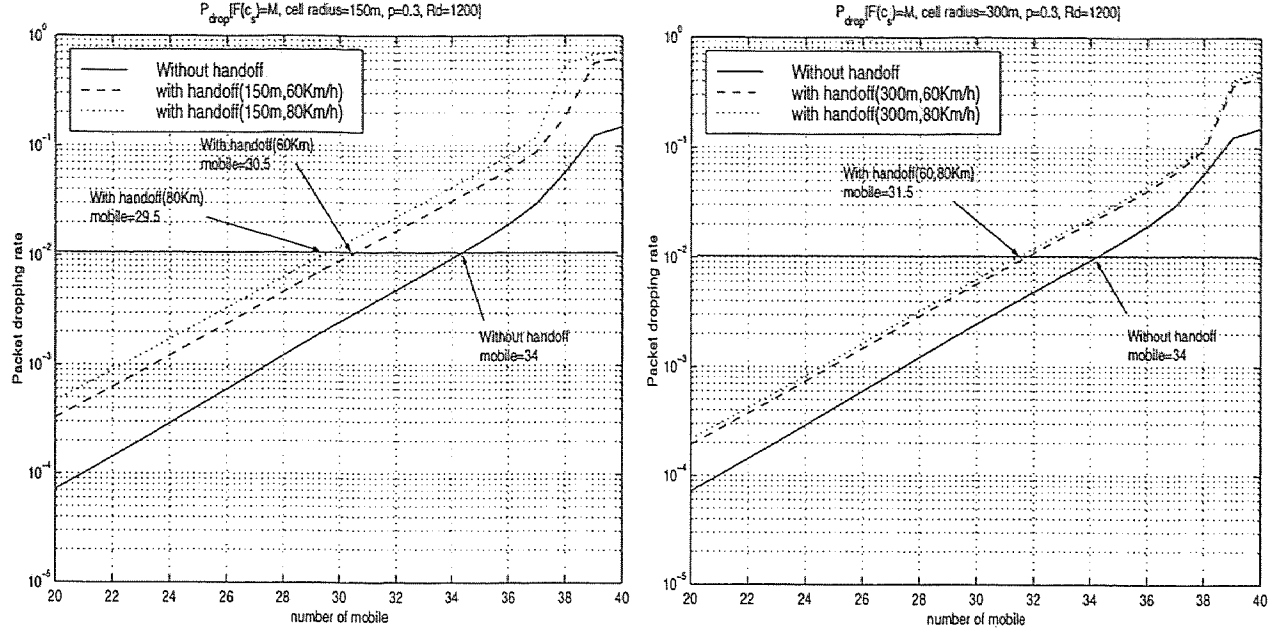 P_drop[F(c_s)=M, cell radius=150m, p=0.3, Rd=1200]
10^0
10^-1
10^-2
10^-3
10^-4
10^-5
Packet dropping rate
Without handoff
with handoff(150m,60Km/h)
with handoff(150m,80Km/h)
With handoff(60Km)
mobile=30.5
With handoff(80Km)
mobile=29.5
Without handoff
mobile=34
20 22 24 26 28 30 32 34 36 38 40
number of mobile
P_drop[F(c_s)=M, cell radius=300m, p=0.3, Rd=1200]
10^0
10^-1
10^-2
10^-3
10^-4
10^-5
Packet dropping rate
Without handoff
with handoff(300m,60Km/h)
with handoff(300m,80Km/h)
With handoff(60,80Km)
mobile=31.5
Without handoff
mobile=34
20 22 24 26 28 30 32 34 36 38 40
number of mobile